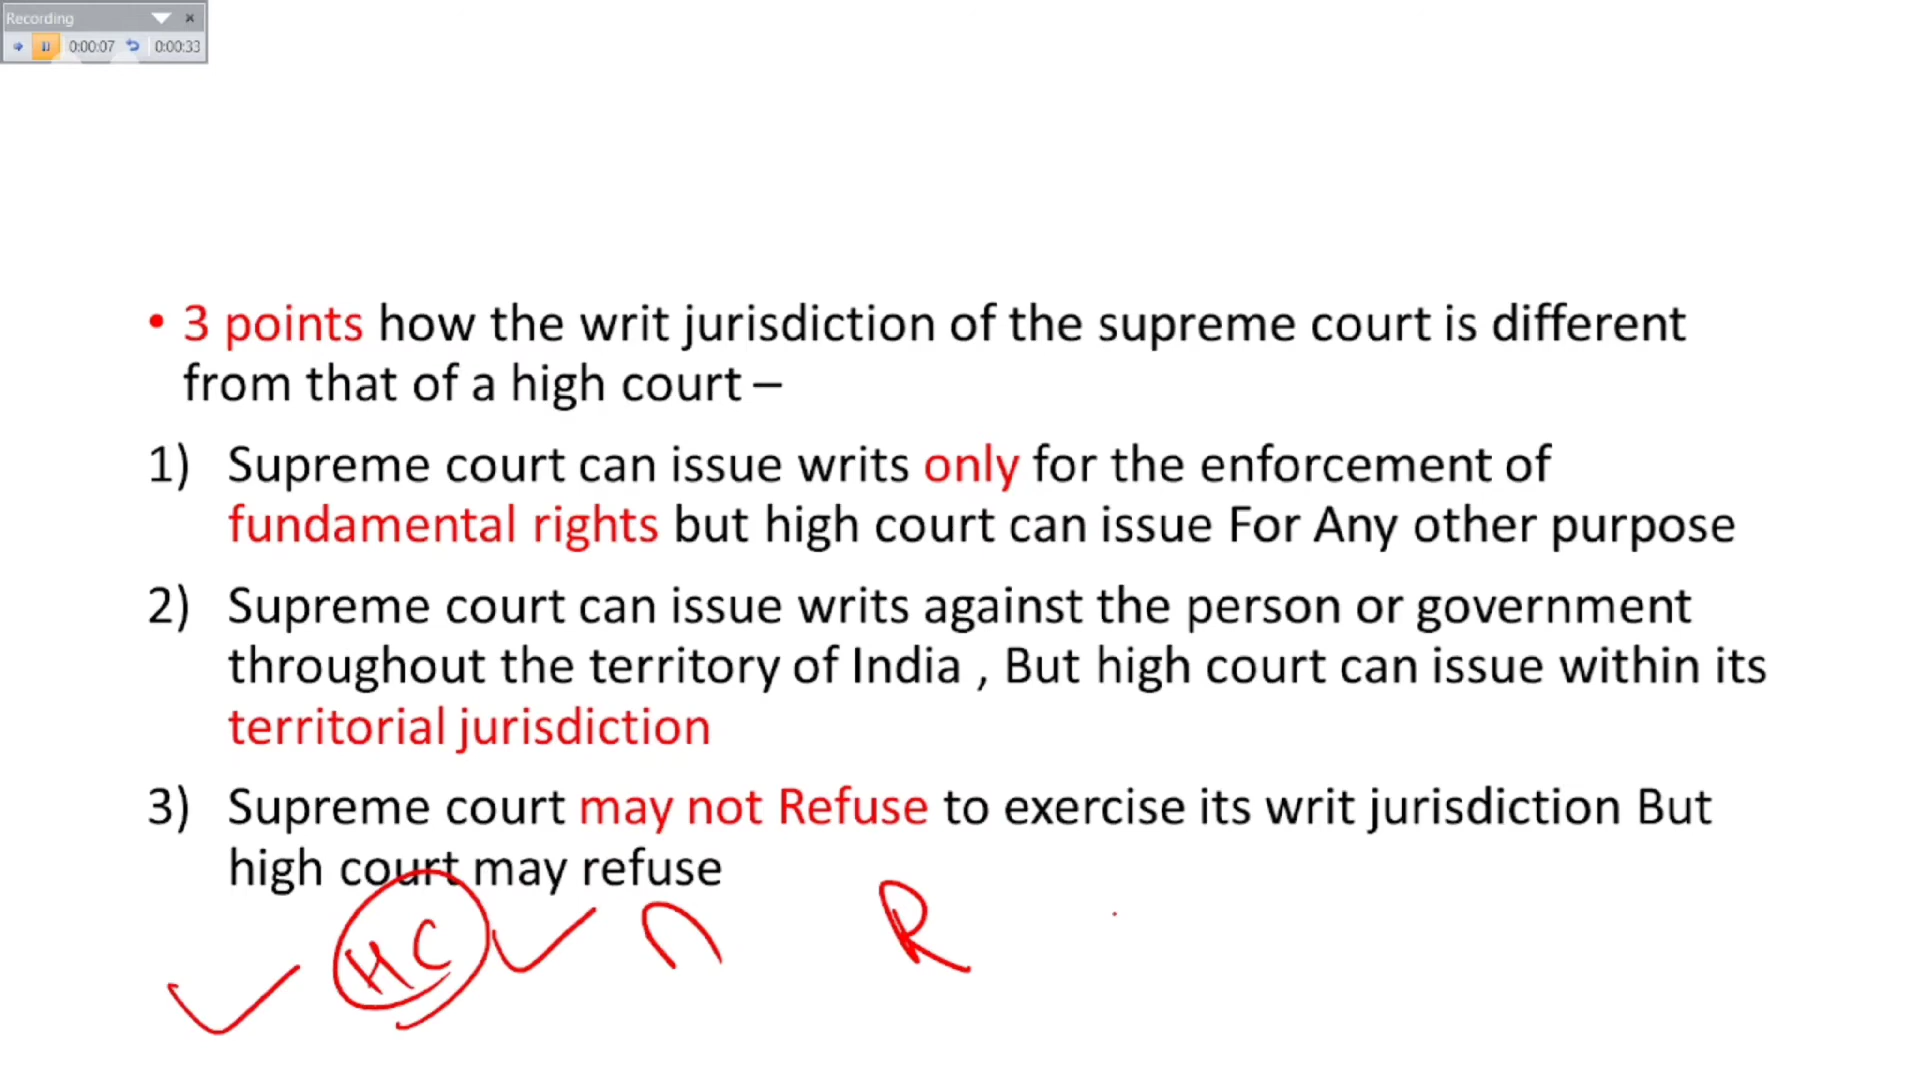 Recording
0:00:07 0:00:33
• 3 points how the writ jurisdiction of the supreme court is different
from that of a high court –
1) Supreme court can issue writs only for the enforcement of
fundamental rights but high court can issue For Any other purpose
2) Supreme court can issue writs against the person or government
throughout the territory of India , But high court can issue within its
territorial jurisdiction
3) Supreme court may not Refuse to exercise its writ jurisdiction But
high court may refuse
HC R